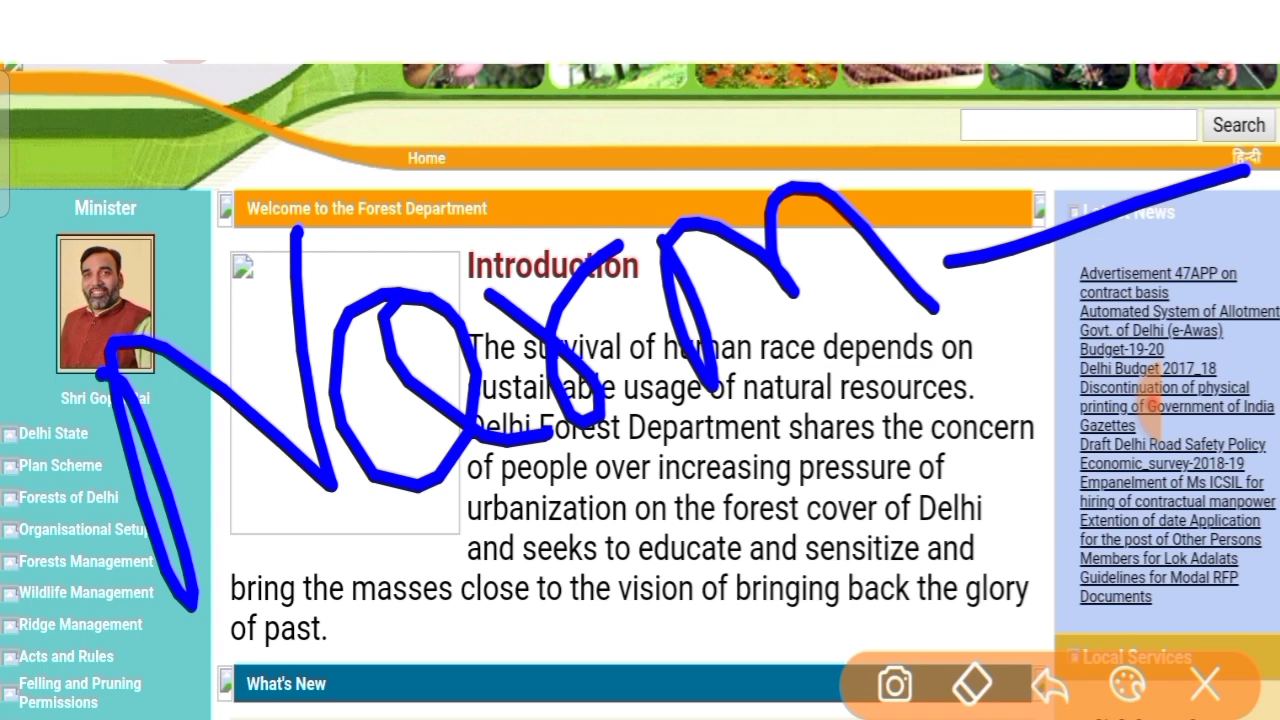 Search
Home
हिन्दी
Minister
Shri
Delhi State
Plan Scheme
Forests of Delhi
Organisational Setup
Forests Management
Wildlife Management
Ridge Management
Acts and Rules
Felling and Pruning
Permissions
Welcome to the Forest Department
Introduction
The survival of human race depends on
sustainable usage of natural resources.
Delhi Forest Department shares the concern
of people over increasing pressure of
urbanization on the forest cover of Delhi
and seeks to educate and sensitize and
bring the masses close to the vision of bringing back the glory
of past.
What's New
Latest News
Advertisement 47APP on
contract basis
Automated System of Allotment
Govt. of Delhi (e-Awas)
Budget-19-20
Delhi Budget 2017_18
Discontinuation of physical
printing of Government of India
Gazettes
Draft Delhi Road Safety Policy
Economic_survey-2018-19
Empanelment of Ms ICSIL for
hiring of contractual manpower
Extention of date Application
for the post of Other Persons
Members for Lok Adalats
Guidelines for Modal RFP
Documents
Local Services